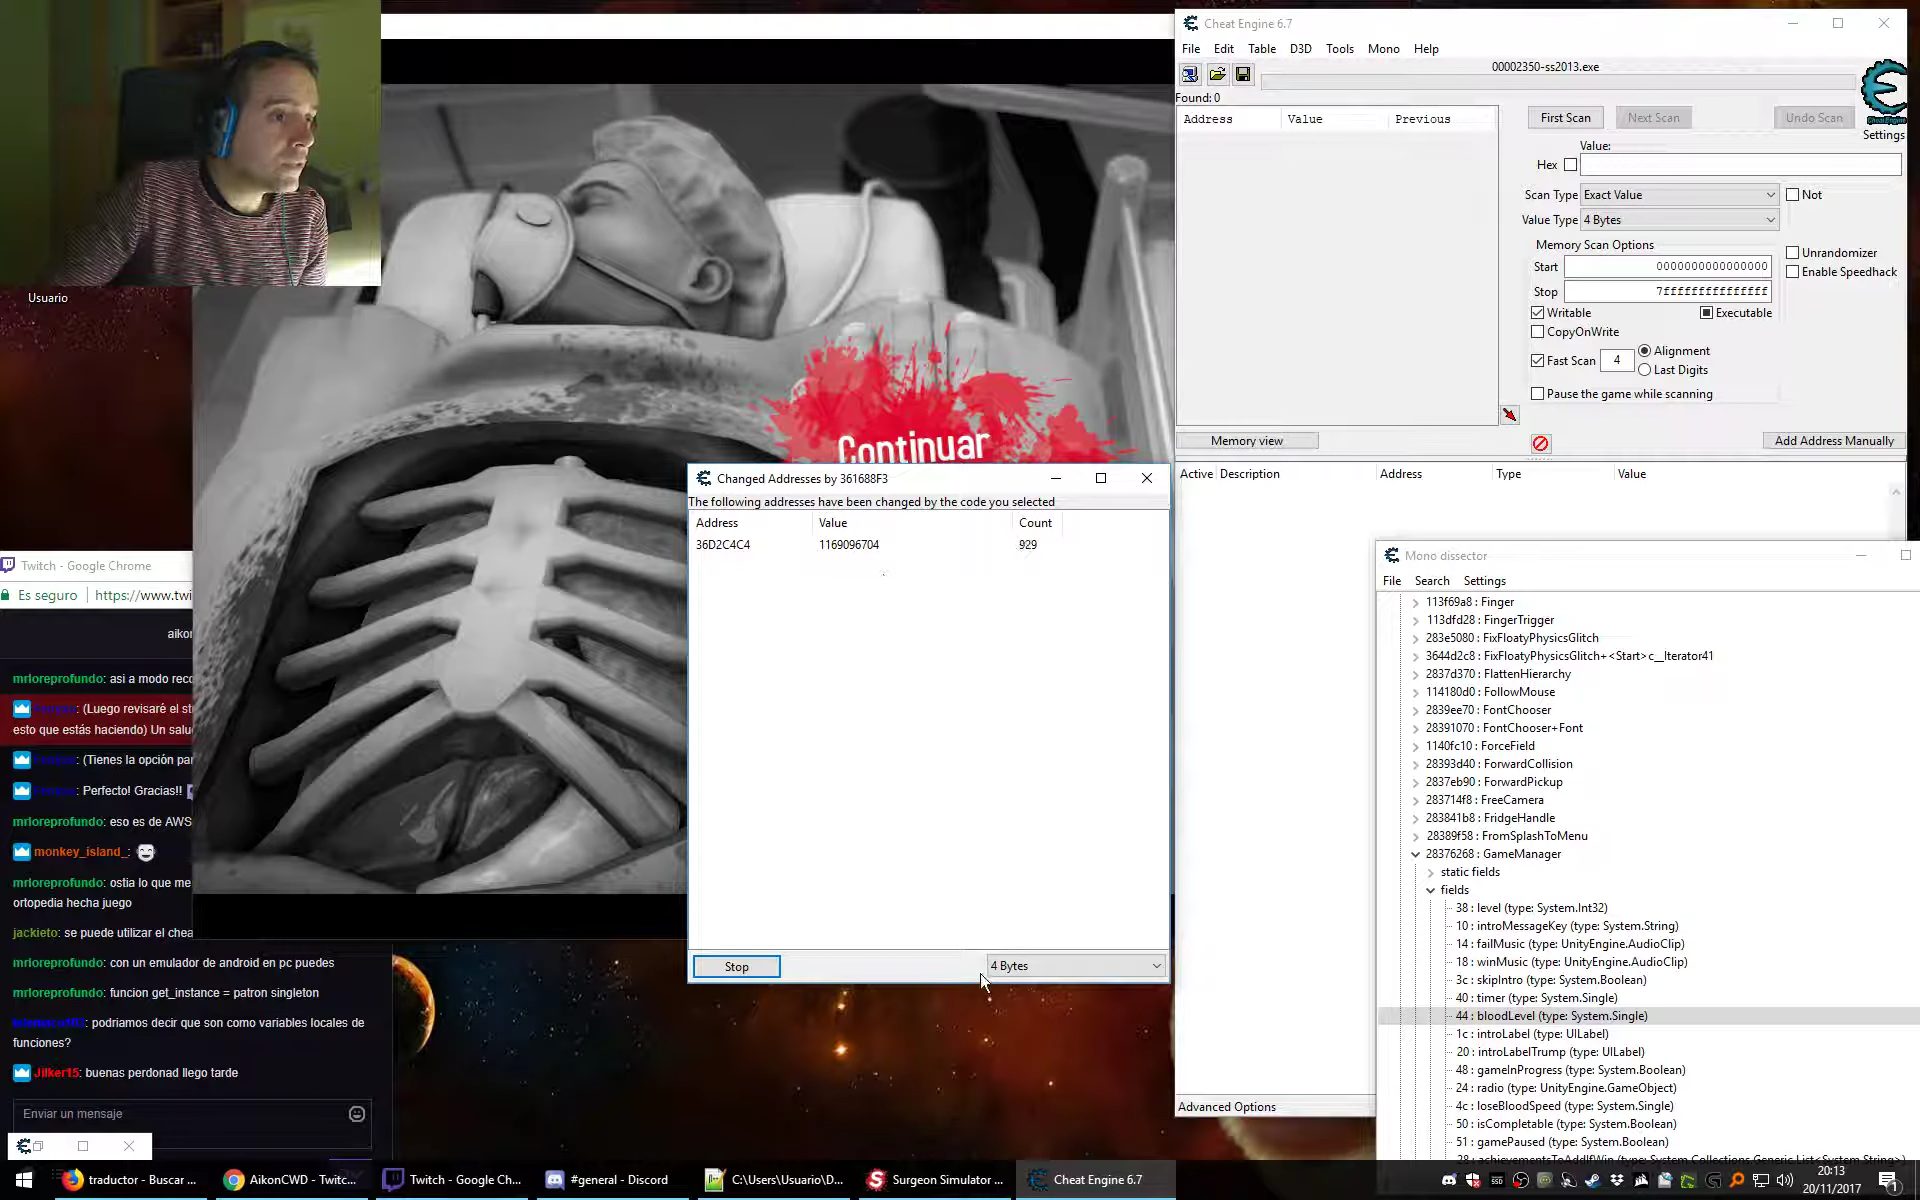 Usuario
Continuar
Cheat Engine 6.7
File Edit Table D3D Tools Mono Help
00002350-ss2013.exe
Found: 0
Address Value Previous
First Scan Next Scan Undo Scan
Settings
Value:
Hex
Scan Type Exact Value Not
Value Type 4 Bytes
Memory Scan Options
Start 0000000000000000
Stop 7fffffffffffffff
Unrandomizer
Enable Speedhack
Writable Executable
CopyOnWrite
Fast Scan 4 Alignment
Last Digits
Pause the game while scanning
Memory view Add Address Manually
Active Description Address Type Value
Advanced Options
Changed Addresses by 361688F3
The following addresses have been changed by the code you selected
Address Value Count
36D2C4C4 1169096704 929
Stop 4 Bytes
Mono dissector
File Search Settings
113f69a8 : Finger
113dfd28 : FingerTrigger
283e5080 : FixFloatyPhysicsGlitch
3644d2c8 : FixFloatyPhysicsGlitch+<Start>c__Iterator41
2837d370 : FlattenHierarchy
114180d0 : FollowMouse
2839ee70 : FontChooser
28391070 : FontChooser+Font
1140fc10 : ForceField
28393d40 : ForwardCollision
2837eb90 : ForwardPickup
283714f8 : FreeCamera
283841b8 : FridgeHandle
28389f58 : FromSplashToMenu
28376268 : GameManager
static fields
fields
38 : level (type: System.Int32)
10 : introMessageKey (type: System.String)
14 : failMusic (type: UnityEngine.AudioClip)
18 : winMusic (type: UnityEngine.AudioClip)
3c : skipIntro (type: System.Boolean)
40 : timer (type: System.Single)
44 : bloodLevel (type: System.Single)
1c : introLabel (type: UILabel)
20 : introLabelTrump (type: UILabel)
48 : gameInProgress (type: System.Boolean)
24 : radio (type: UnityEngine.GameObject)
4c : loseBloodSpeed (type: System.Single)
50 : isCompletable (type: System.Boolean)
51 : gamePaused (type: System.Boolean)
28 : achievementsToAddIfWin (type: System.Collections.Generic.List<System.String>)
Twitch - Google Chrome
Es seguro https://www.twi
aikon
mrloreprofundo: asi a modo reco
: (Luego revisaré el str
esto que estás haciendo) Un salu
: (Tienes la opción par
: Perfecto! Gracias!!
mrloreprofundo: eso es de AWS
monkey_island_:
mrloreprofundo: ostia lo que me
ortopedia hecha juego
jackieto: se puede utilizar el chea
mrloreprofundo: con un emulador de android en pc puedes
mrloreprofundo: funcion get_instance = patron singleton
: podriamos decir que son como variables locales de
funciones?
Jilker15: buenas perdonad llego tarde
Enviar un mensaje
traductor - Buscar ...
AikonCWD - Twitc...
Twitch - Google Ch...
#general - Discord
C:\Users\Usuario\D...
Surgeon Simulator ...
Cheat Engine 6.7
20:13
20/11/2017